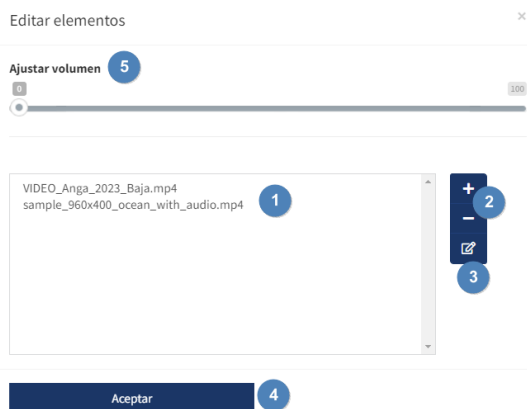 Editar elementos
×
Ajustar volumen 5
0 100
VIDEO_Anga_2023_Baja.mp4
sample_960x400_ocean_with_audio.mp4 1
+
2
−
3
Aceptar 4